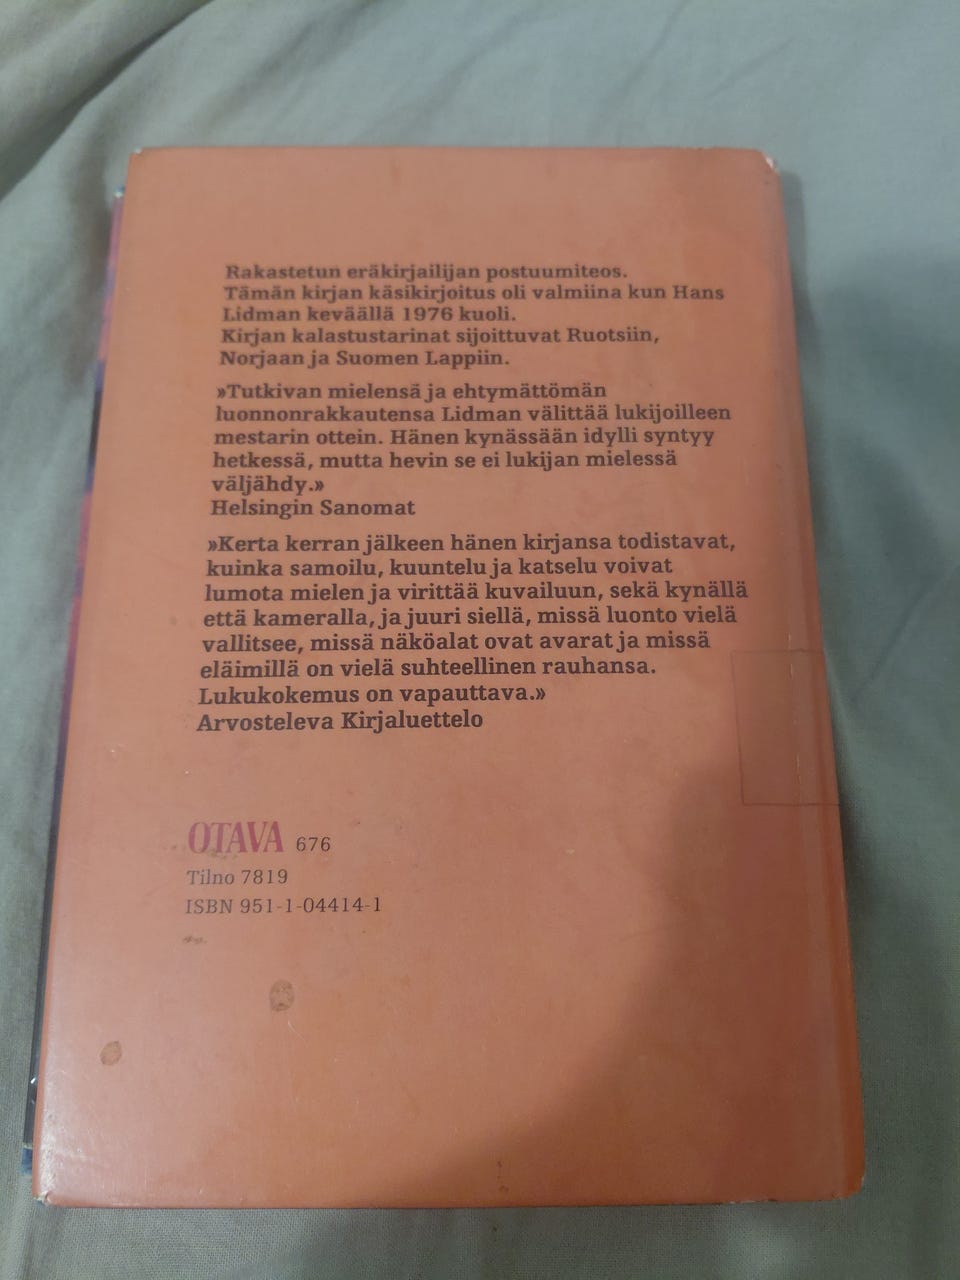 Rakastetun eräkirjailijan postuumiteos.
Tämän kirjan käsikirjoitus oli valmiina kun Hans
Lidman keväällä 1976 kuoli.
Kirjan kalastustarinat sijoittuvat Ruotsiin,
Norjaan ja Suomen Lappiin.
»Tutkivan mielensä ja ehtymättömän
luonnonrakkautensa Lidman välittää lukijoilleen
mestarin ottein. Hänen kynässään idylli syntyy
hetkessä, mutta hevin se ei lukijan mielessä
väljähdy.»
Helsingin Sanomat
»Kerta kerran jälkeen hänen kirjansa todistavat,
kuinka samoilu, kuuntelu ja katselu voivat
lumota mielen ja virittää kuvailuun, sekä kynällä
että kameralla, ja juuri siellä, missä luonto vielä
vallitsee, missä näköalat ovat avarat ja missä
eläimillä on vielä suhteellinen rauhansa.
Lukukokemus on vapauttava.»
Arvosteleva Kirjaluettelo
OTAVA 676
Tilno 7819
ISBN 951-1-04414-1